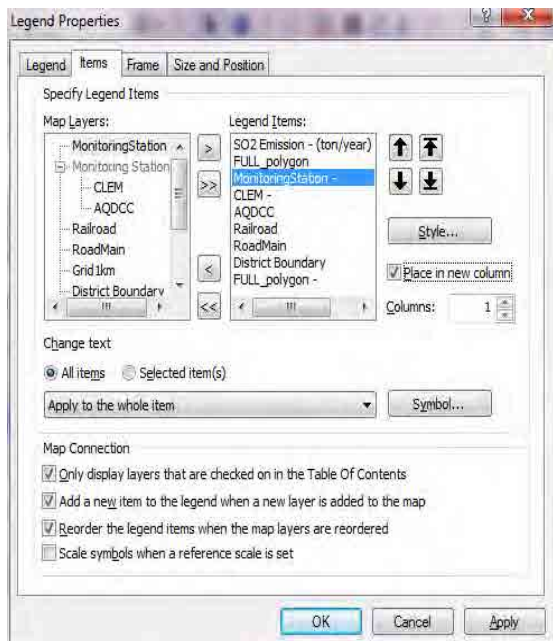 Legend Properties
Legend Items Frame Size and Position
Specify Legend Items
Map Layers:
MonitoringStation
Monitoring Station
CLEM
AQDCC
Railroad
RoadMain
Grid1km
District Boundary
>
>>
<
<<
Legend Items:
SO2 Emission - (ton/year)
FULL_polygon
MonitoringStation -
CLEM -
AQDCC
Railroad
RoadMain
District Boundary
FULL_polygon -
Style...
Place in new column
Columns: 1
Change text
All items Selected item(s)
Apply to the whole item
Symbol...
Map Connection
Only display layers that are checked on in the Table Of Contents
Add a new item to the legend when a new layer is added to the map
Reorder the legend items when the map layers are reordered
Scale symbols when a reference scale is set
OK Cancel Apply